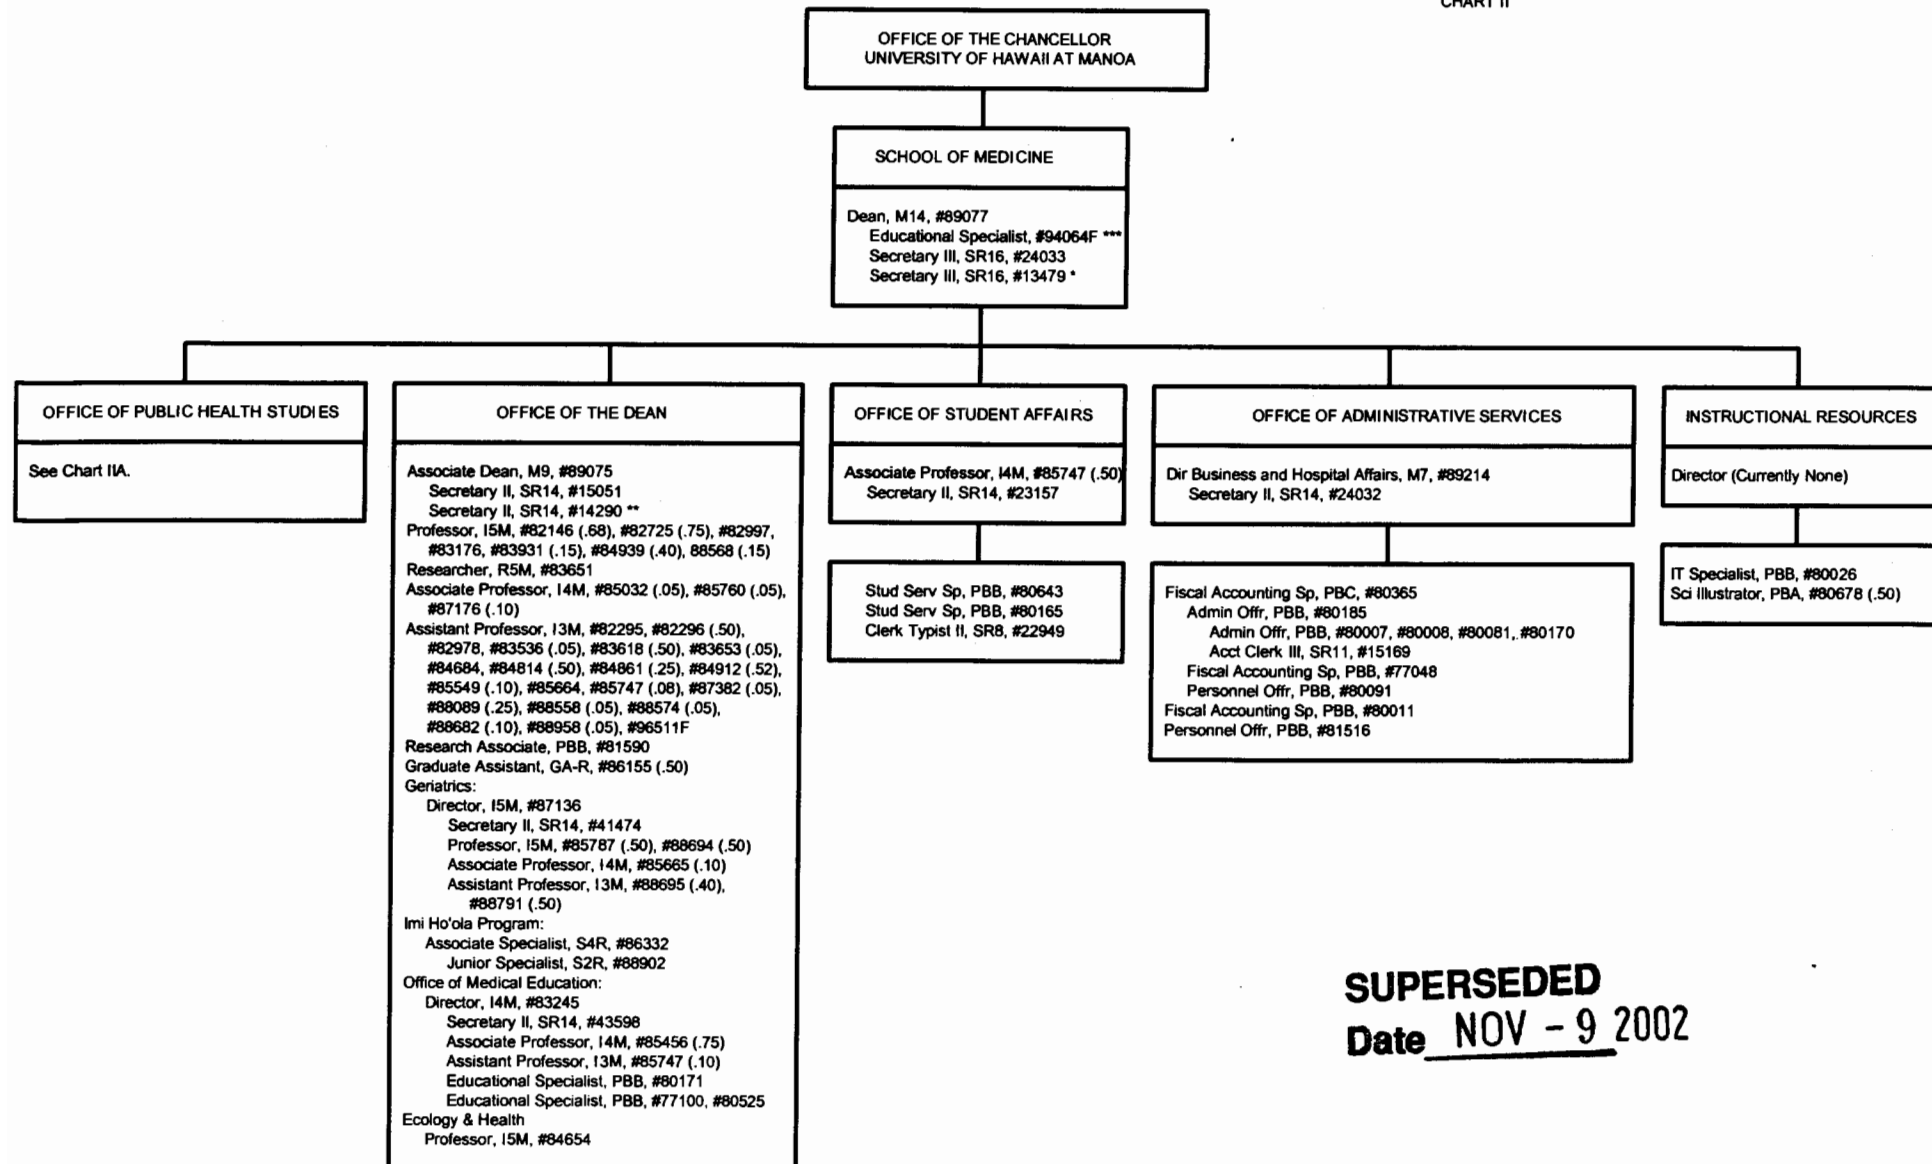 CHART II
OFFICE OF THE CHANCELLOR
UNIVERSITY OF HAWAII AT MANOA
SCHOOL OF MEDICINE
Dean, M14, #89077
Educational Specialist, #94064F ***
Secretary III, SR16, #24033
Secretary III, SR16, #13479 *
OFFICE OF PUBLIC HEALTH STUDIES
See Chart IIA.
OFFICE OF THE DEAN
Associate Dean, M9, #89075
Secretary II, SR14, #15051
Secretary II, SR14, #14290 **
Professor, I5M, #82146 (.68), #82725 (.75), #82997,
#83176, #83931 (.15), #84939 (.40), 88568 (.15)
Researcher, R5M, #83651
Associate Professor, I4M, #85032 (.05), #85760 (.05),
#87176 (.10)
Assistant Professor, I3M, #82295, #82296 (.50),
#82978, #83536 (.05), #83618 (.50), #83653 (.05),
#84684, #84814 (.50), #84861 (.25), #84912 (.52),
#85549 (.10), #85664, #85747 (.08), #87382 (.05),
#88089 (.25), #88558 (.05), #88574 (.05),
#88682 (.10), #88958 (.05), #96511F
Research Associate, PBB, #81590
Graduate Assistant, GA-R, #86155 (.50)
Geriatrics:
Director, I5M, #87136
Secretary II, SR14, #41474
Professor, I5M, #85787 (.50), #88694 (.50)
Associate Professor, I4M, #85665 (.10)
Assistant Professor, I3M, #88695 (.40),
#88791 (.50)
Imi Ho'ola Program:
Associate Specialist, S4R, #86332
Junior Specialist, S2R, #88902
Office of Medical Education:
Director, I4M, #83245
Secretary II, SR14, #43598
Associate Professor, I4M, #85456 (.75)
Assistant Professor, I3M, #85747 (.10)
Educational Specialist, PBB, #80171
Educational Specialist, PBB, #77100, #80525
Ecology & Health
Professor, I5M, #84654
OFFICE OF STUDENT AFFAIRS
Associate Professor, I4M, #85747 (.50)
Secretary II, SR14, #23157
Stud Serv Sp, PBB, #80643
Stud Serv Sp, PBB, #80165
Clerk Typist II, SR8, #22949
OFFICE OF ADMINISTRATIVE SERVICES
Dir Business and Hospital Affairs, M7, #89214
Secretary II, SR14, #24032
Fiscal Accounting Sp, PBC, #80365
Admin Offr, PBB, #80185
Admin Offr, PBB, #80007, #80008, #80081, #80170
Acct Clerk III, SR11, #15169
Fiscal Accounting Sp, PBB, #77048
Personnel Offr, PBB, #80091
Fiscal Accounting Sp, PBB, #80011
Personnel Offr, PBB, #81516
INSTRUCTIONAL RESOURCES
Director (Currently None)
IT Specialist, PBB, #80026
Sci Illustrator, PBA, #80678 (.50)
SUPERSEDED
Date NOV - 9 2002